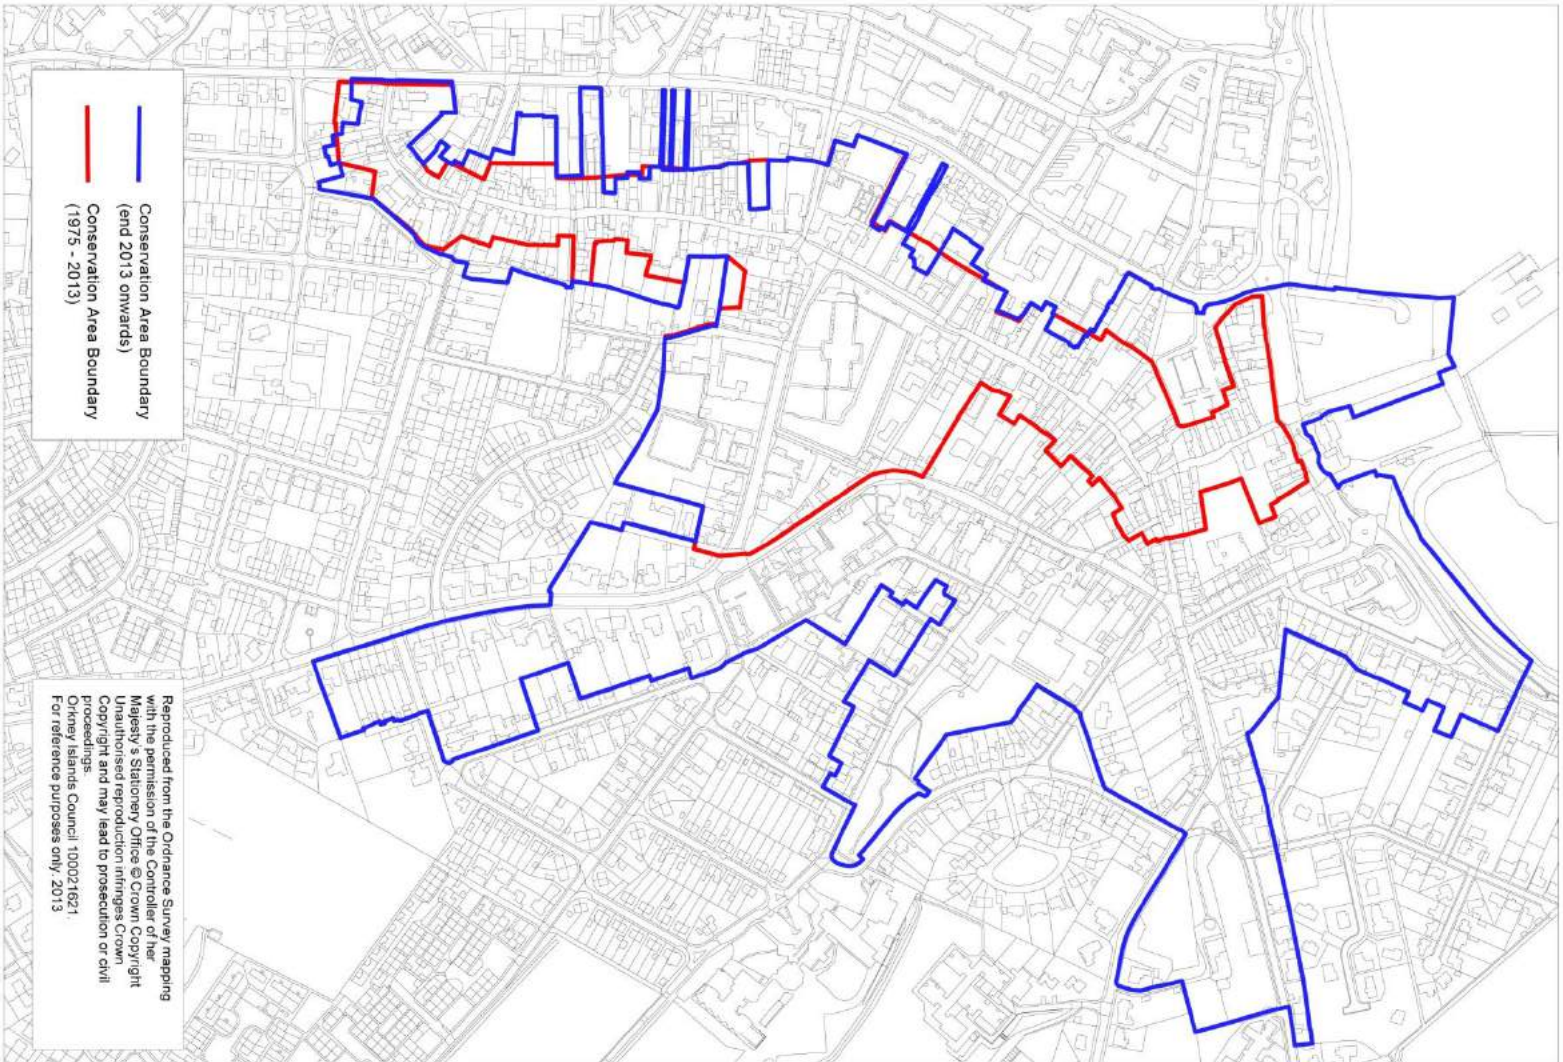 Conservation Area Boundary
(end 2013 onwards)
Conservation Area Boundary
(1975 - 2013)
Reproduced from the Ordnance Survey mapping
with the permission of the Controller of her
Majesty's Stationery Office © Crown Copyright
Unauthorised reproduction infringes Crown
Copyright and may lead to prosecution or civil
proceedings.
Orkney Islands Council 100021621.
For reference purposes only. 2013